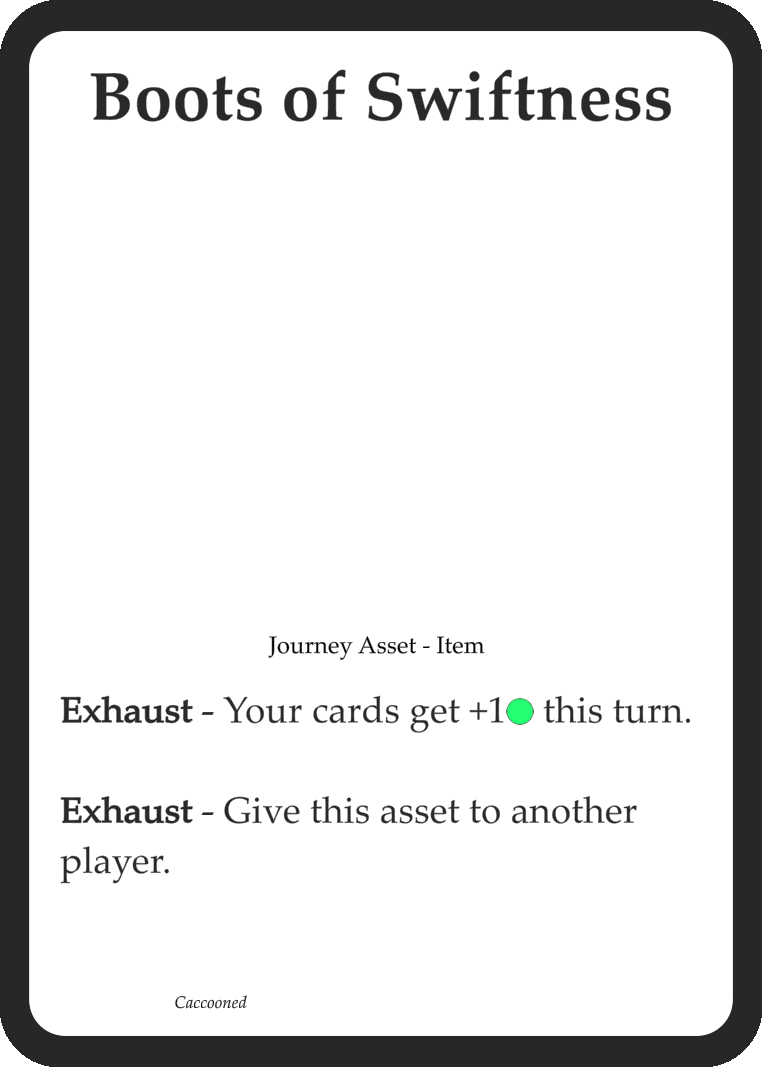 Boots of Swiftness
Journey Asset - Item
Exhaust - Your cards get +1 this turn.
Exhaust - Give this asset to another
player.
Caccooned